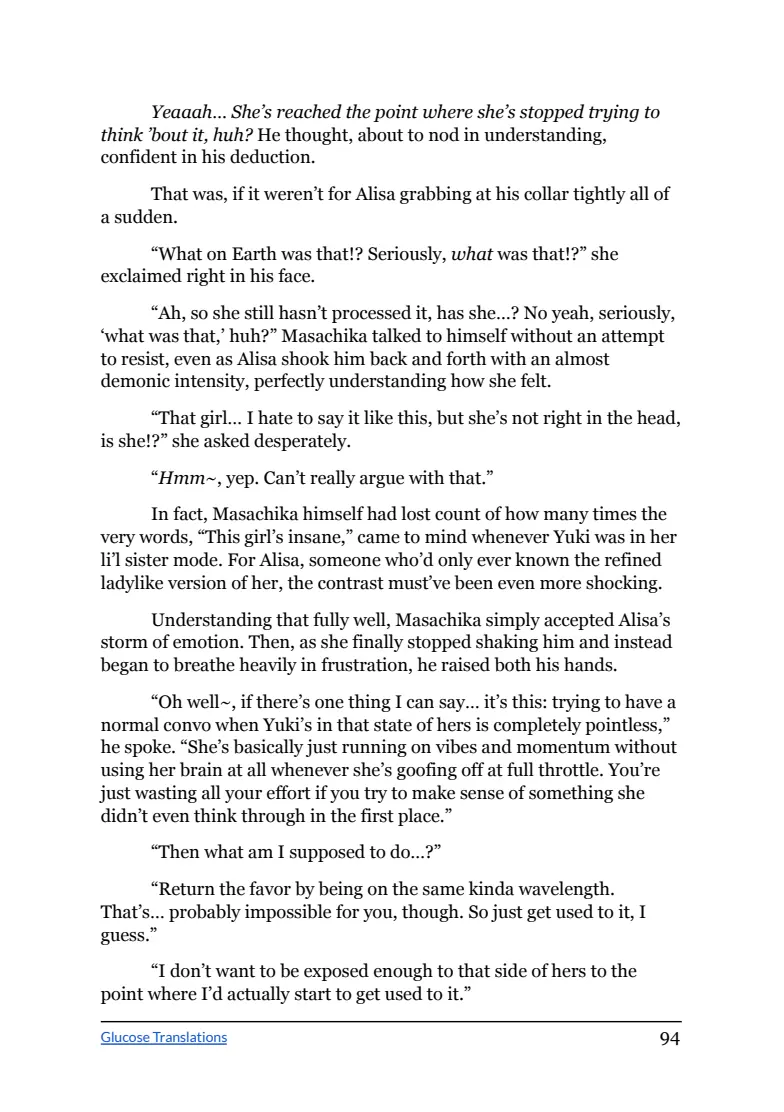 Yeaaah... She’s reached the point where she’s stopped trying to
think ’bout it, huh? He thought, about to nod in understanding,
confident in his deduction.
That was, if it weren’t for Alisa grabbing at his collar tightly all of
a sudden.
“What on Earth was that!? Seriously, what was that!?” she
exclaimed right in his face.
“Ah, so she still hasn’t processed it, has she...? No yeah, seriously,
‘what was that,’ huh?” Masachika talked to himself without an attempt
to resist, even as Alisa shook him back and forth with an almost
demonic intensity, perfectly understanding how she felt.
“That girl... I hate to say it like this, but she’s not right in the head,
is she!?” she asked desperately.
“Hmm~, yep. Can’t really argue with that.”
In fact, Masachika himself had lost count of how many times the
very words, “This girl’s insane,” came to mind whenever Yuki was in her
li’l sister mode. For Alisa, someone who’d only ever known the refined
ladylike version of her, the contrast must’ve been even more shocking.
Understanding that fully well, Masachika simply accepted Alisa’s
storm of emotion. Then, as she finally stopped shaking him and instead
began to breathe heavily in frustration, he raised both his hands.
“Oh well~, if there’s one thing I can say... it’s this: trying to have a
normal convo when Yuki’s in that state of hers is completely pointless,”
he spoke. “She’s basically just running on vibes and momentum without
using her brain at all whenever she’s goofing off at full throttle. You’re
just wasting all your effort if you try to make sense of something she
didn’t even think through in the first place.”
“Then what am I supposed to do...?”
“Return the favor by being on the same kinda wavelength.
That’s... probably impossible for you, though. So just get used to it, I
guess.”
“I don’t want to be exposed enough to that side of hers to the
point where I’d actually start to get used to it.”
Glucose Translations
94